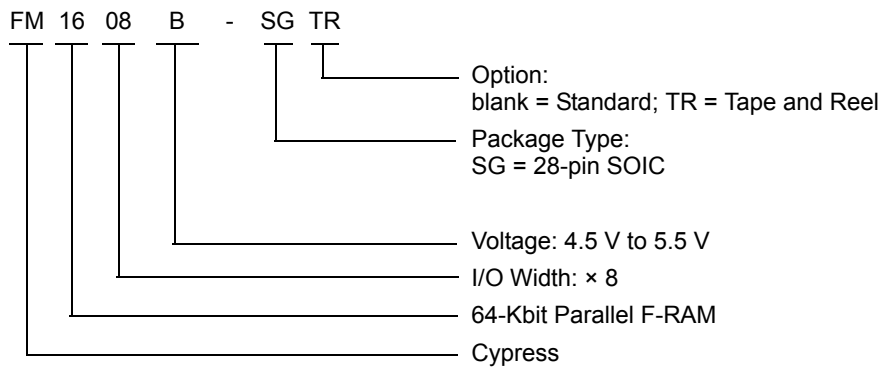 FM 16 08 B - SG TR
Option:
blank = Standard; TR = Tape and Reel
Package Type:
SG = 28-pin SOIC
Voltage: 4.5 V to 5.5 V
I/O Width: × 8
64-Kbit Parallel F-RAM
Cypress